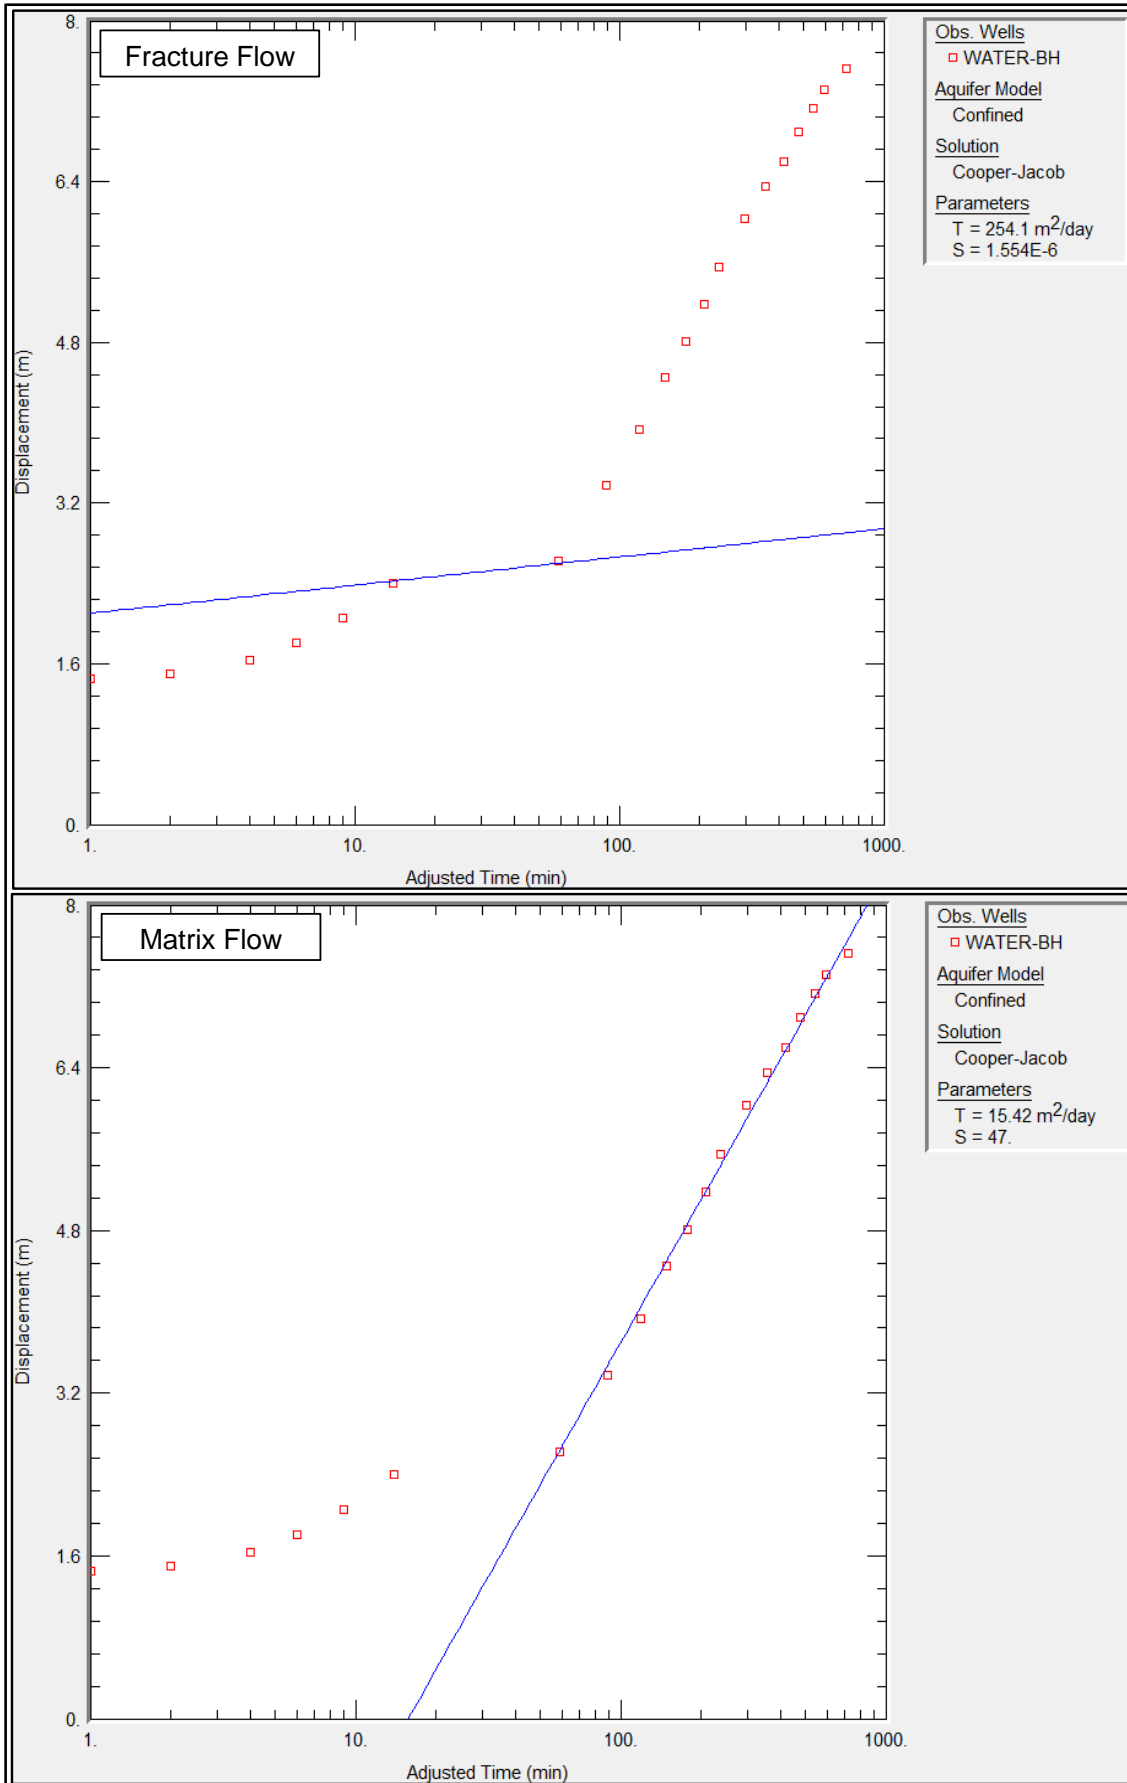 Fracture Flow
8.
6.4
4.8
3.2
1.6
0.
Displacement (m)
1.
10.
100.
1000.
Adjusted Time (min)
Obs. Wells
WATER-BH
Aquifer Model
Confined
Solution
Cooper-Jacob
Parameters
T = 254.1 m2/day
S = 1.554E-6
Matrix Flow
8.
6.4
4.8
3.2
1.6
0.
Displacement (m)
1.
10.
100.
1000.
Adjusted Time (min)
Obs. Wells
WATER-BH
Aquifer Model
Confined
Solution
Cooper-Jacob
Parameters
T = 15.42 m2/day
S = 47.